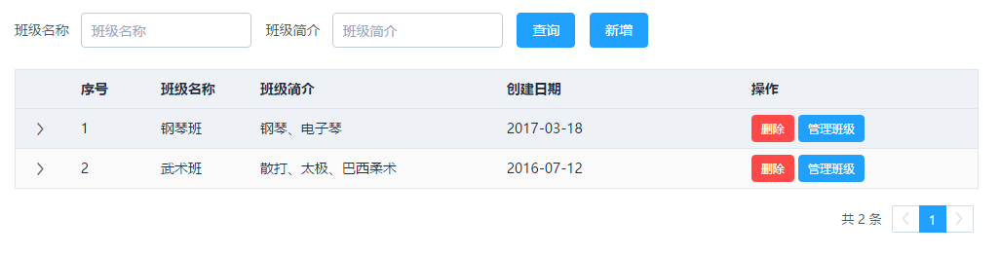 班级名称 班级名称 班级简介 班级简介 查询 新增
序号 班级名称 班级简介 创建日期 操作
1 钢琴班 钢琴、电子琴 2017-03-18 删除 管理班级
2 武术班 散打、太极、巴西柔术 2016-07-12 删除 管理班级
共 2 条 1